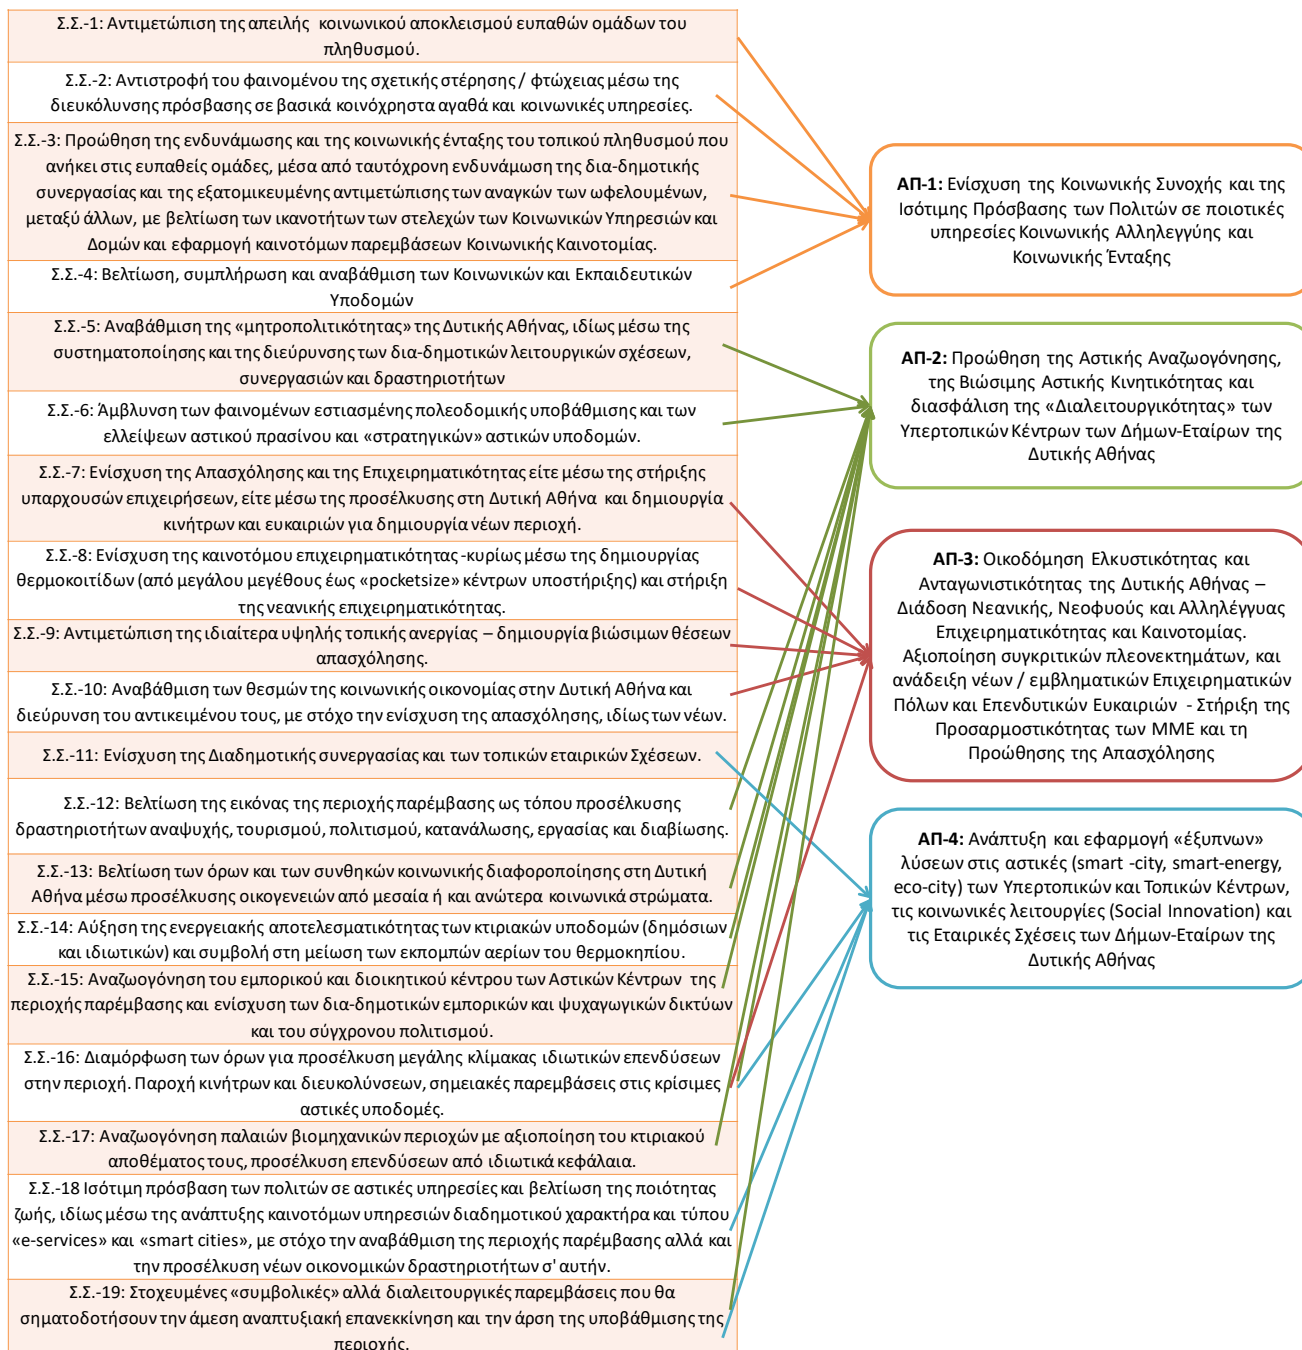 Σ.Σ.-1: Αντιμετώπιση της απειλής κοινωνικού αποκλεισμού ευπαθών ομάδων του
πληθυσμού.
Σ.Σ.-2: Αντιστροφή του φαινομένου της σχετικής στέρησης / φτώχειας μέσω της
διευκόλυνσης πρόσβασης σε βασικά κοινόχρηστα αγαθά και κοινωνικές υπηρεσίες.
Σ.Σ.-3: Προώθηση της ενδυνάμωσης και της κοινωνικής ένταξης του τοπικού πληθυσμού που
ανήκει στις ευπαθείς ομάδες, μέσα από ταυτόχρονη ενδυνάμωση της δια-δημοτικής
συνεργασίας και της εξατομικευμένης αντιμετώπισης των αναγκών των ωφελουμένων,
μεταξύ άλλων, με βελτίωση των ικανοτήτων των στελεχών των Κοινωνικών Υπηρεσιών και
Δομών και εφαρμογή καινοτόμων παρεμβάσεων Κοινωνικής Καινοτομίας.
Σ.Σ.-4: Βελτίωση, συμπλήρωση και αναβάθμιση των Κοινωνικών και Εκπαιδευτικών
Υποδομών
Σ.Σ.-5: Αναβάθμιση της «μητροπολιτικότητας» της Δυτικής Αθήνας, ιδίως μέσω της
συστηματοποίησης και της διεύρυνσης των δια-δημοτικών λειτουργικών σχέσεων,
συνεργασιών και δραστηριοτήτων
Σ.Σ.-6: Άμβλυνση των φαινομένων εστιασμένης πολεοδομικής υποβάθμισης και των
ελλείψεων αστικού πρασίνου και «στρατηγικών» αστικών υποδομών.
Σ.Σ.-7: Ενίσχυση της Απασχόλησης και της Επιχειρηματικότητας είτε μέσω της στήριξης
υπαρχουσών επιχειρήσεων, είτε μέσω της προσέλκυσης στη Δυτική Αθήνα και δημιουργία
κινήτρων και ευκαιριών για δημιουργία νέων περιοχή.
Σ.Σ.-8: Ενίσχυση της καινοτόμου επιχειρηματικότητας -κυρίως μέσω της δημιουργίας
θερμοκοιτίδων (από μεγάλου μεγέθους έως «pocketsize» κέντρων υποστήριξης) και στήριξη
της νεανικής επιχειρηματικότητας.
Σ.Σ.-9: Αντιμετώπιση της ιδιαίτερα υψηλής τοπικής ανεργίας – δημιουργία βιώσιμων θέσεων
απασχόλησης.
Σ.Σ.-10: Αναβάθμιση των θεσμών της κοινωνικής οικονομίας στην Δυτική Αθήνα και
διεύρυνση του αντικειμένου τους, με στόχο την ενίσχυση της απασχόλησης, ιδίως των νέων.
Σ.Σ.-11: Ενίσχυση της Διαδημοτικής συνεργασίας και των τοπικών εταιρικών Σχέσεων.
Σ.Σ.-12: Βελτίωση της εικόνας της περιοχής παρέμβασης ως τόπου προσέλκυσης
δραστηριοτήτων αναψυχής, τουρισμού, πολιτισμού, κατανάλωσης, εργασίας και διαβίωσης.
Σ.Σ.-13: Βελτίωση των όρων και των συνθηκών κοινωνικής διαφοροποίησης στη Δυτική
Αθήνα μέσω προσέλκυσης οικογενειών από μεσαία ή και ανώτερα κοινωνικά στρώματα.
Σ.Σ.-14: Αύξηση της ενεργειακής αποτελεσματικότητας των κτιριακών υποδομών (δημόσιων
και ιδιωτικών) και συμβολή στη μείωση των εκπομπών αερίων του θερμοκηπίου.
Σ.Σ.-15: Αναζωογόνηση του εμπορικού και διοικητικού κέντρου των Αστικών Κέντρων της
περιοχής παρέμβασης και ενίσχυση των δια-δημοτικών εμπορικών και ψυχαγωγικών δικτύων
και του σύγχρονου πολιτισμού.
Σ.Σ.-16: Διαμόρφωση των όρων για προσέλκυση μεγάλης κλίμακας ιδιωτικών επενδύσεων
στην περιοχή. Παροχή κινήτρων και διευκολύνσεων, σημειακές παρεμβάσεις στις κρίσιμες
αστικές υποδομές.
Σ.Σ.-17: Αναζωογόνηση παλαιών βιομηχανικών περιοχών με αξιοποίηση του κτιριακού
αποθέματος τους, προσέλκυση επενδύσεων από ιδιωτικά κεφάλαια.
Σ.Σ.-18 Ισότιμη πρόσβαση των πολιτών σε αστικές υπηρεσίες και βελτίωση της ποιότητας
ζωής, ιδίως μέσω της ανάπτυξης καινοτόμων υπηρεσιών διαδημοτικού χαρακτήρα και τύπου
«e-services» και «smart cities», με στόχο την αναβάθμιση της περιοχής παρέμβασης αλλά και
την προσέλκυση νέων οικονομικών δραστηριοτήτων σ' αυτήν.
Σ.Σ.-19: Στοχευμένες «συμβολικές» αλλά διαλειτουργικές παρεμβάσεις που θα
σηματοδοτήσουν την άμεση αναπτυξιακή επανεκκίνηση και την άρση της υποβάθμισης της
περιοχής.
ΑΠ-1: Ενίσχυση της Κοινωνικής Συνοχής και της
Ισότιμης Πρόσβασης των Πολιτών σε ποιοτικές
υπηρεσίες Κοινωνικής Αλληλεγγύης και
Κοινωνικής Ένταξης
ΑΠ-2: Προώθηση της Αστικής Αναζωογόνησης,
της Βιώσιμης Αστικής Κινητικότητας και
διασφάλιση της «Διαλειτουργικότητας» των
Υπερτοπικών Κέντρων των Δήμων-Εταίρων της
Δυτικής Αθήνας
ΑΠ-3: Οικοδόμηση Ελκυστικότητας και
Ανταγωνιστικότητας της Δυτικής Αθήνας –
Διάδοση Νεανικής, Νεοφυούς και Αλληλέγγυας
Επιχειρηματικότητας και Καινοτομίας.
Αξιοποίηση συγκριτικών πλεονεκτημάτων, και
ανάδειξη νέων / εμβληματικών Επιχειρηματικών
Πόλων και Επενδυτικών Ευκαιριών - Στήριξη της
Προσαρμοστικότητας των ΜΜΕ και τη
Προώθησης της Απασχόλησης
ΑΠ-4: Ανάπτυξη και εφαρμογή «έξυπνων»
λύσεων στις αστικές (smart -city, smart-energy,
eco-city) των Υπερτοπικών και Τοπικών Κέντρων,
τις κοινωνικές λειτουργίες (Social Innovation) και
τις Εταιρικές Σχέσεις των Δήμων-Εταίρων της
Δυτικής Αθήνας